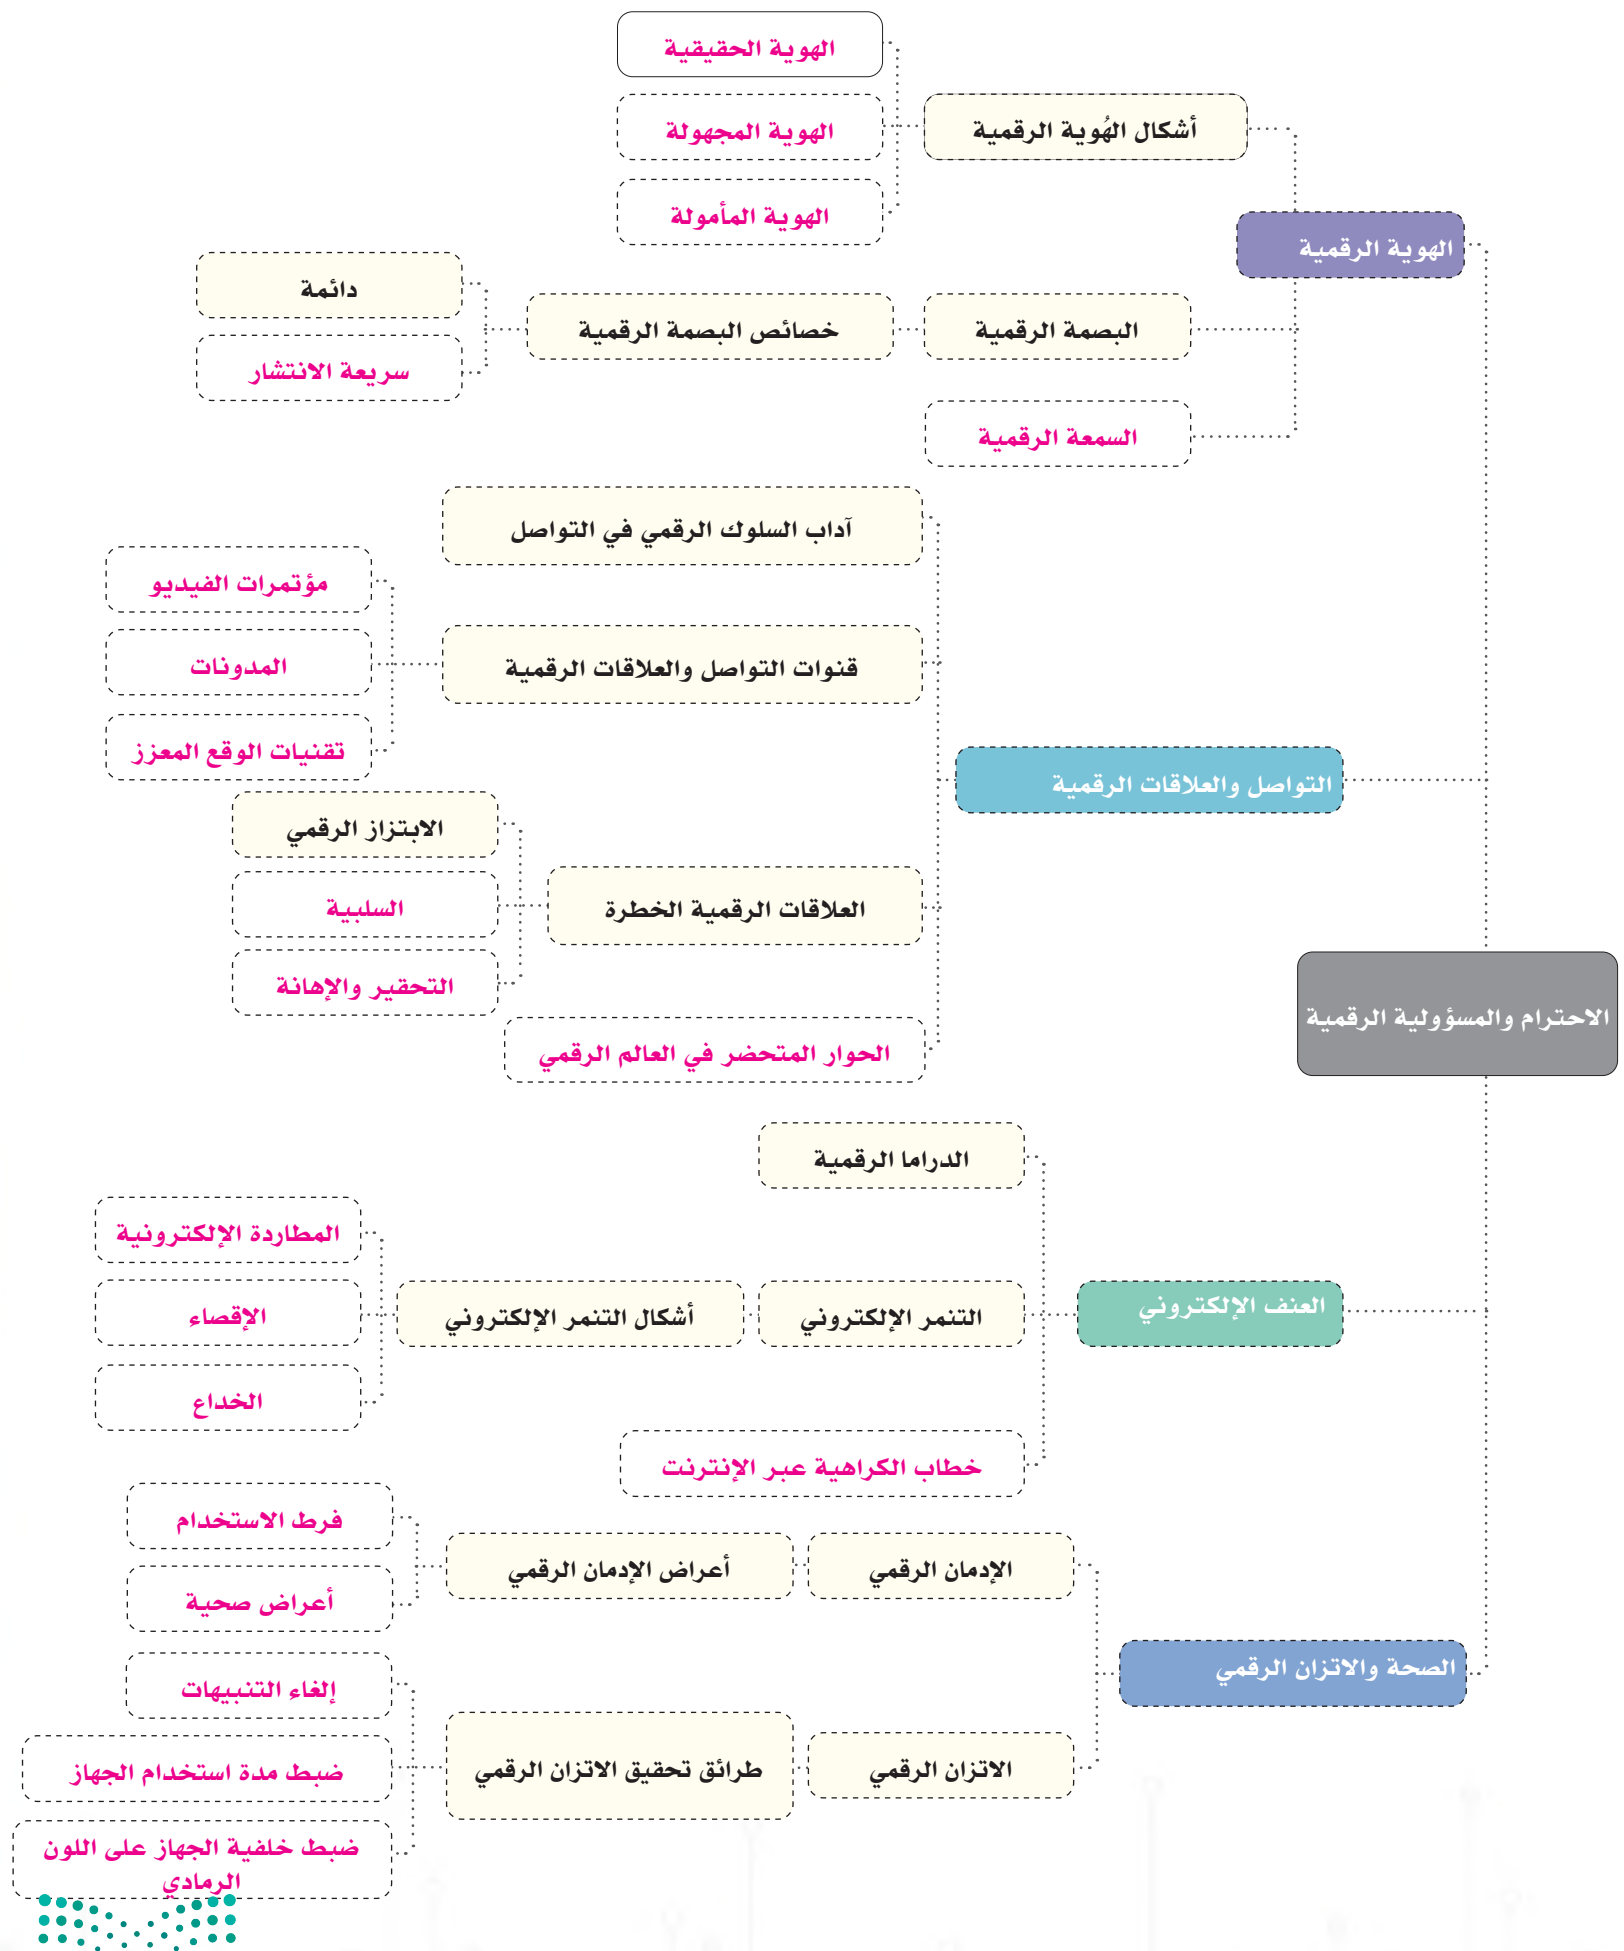 الاحترام والمسؤولية الرقمية
الهوية الرقمية
أشكال الهُوية الرقمية
الهوية الحقيقية
الهوية المجهولة
الهوية المأمولة
البصمة الرقمية
خصائص البصمة الرقمية
دائمة
سريعة الانتشار
السمعة الرقمية
التواصل والعلاقات الرقمية
آداب السلوك الرقمي في التواصل
قنوات التواصل والعلاقات الرقمية
مؤتمرات الفيديو
المدونات
تقنيات الوقع المعزز
العلاقات الرقمية الخطرة
الابتزاز الرقمي
السلبية
التحقير والإهانة
الحوار المتحضر في العالم الرقمي
العنف الإلكتروني
الدراما الرقمية
التنمر الإلكتروني
أشكال التنمر الإلكتروني
المطاردة الإلكترونية
الإقصاء
الخداع
خطاب الكراهية عبر الإنترنت
الصحة والاتزان الرقمي
الإدمان الرقمي
أعراض الإدمان الرقمي
فرط الاستخدام
أعراض صحية
الاتزان الرقمي
طرائق تحقيق الاتزان الرقمي
إلغاء التنبيهات
ضبط مدة استخدام الجهاز
ضبط خلفية الجهاز على اللون
الرمادي